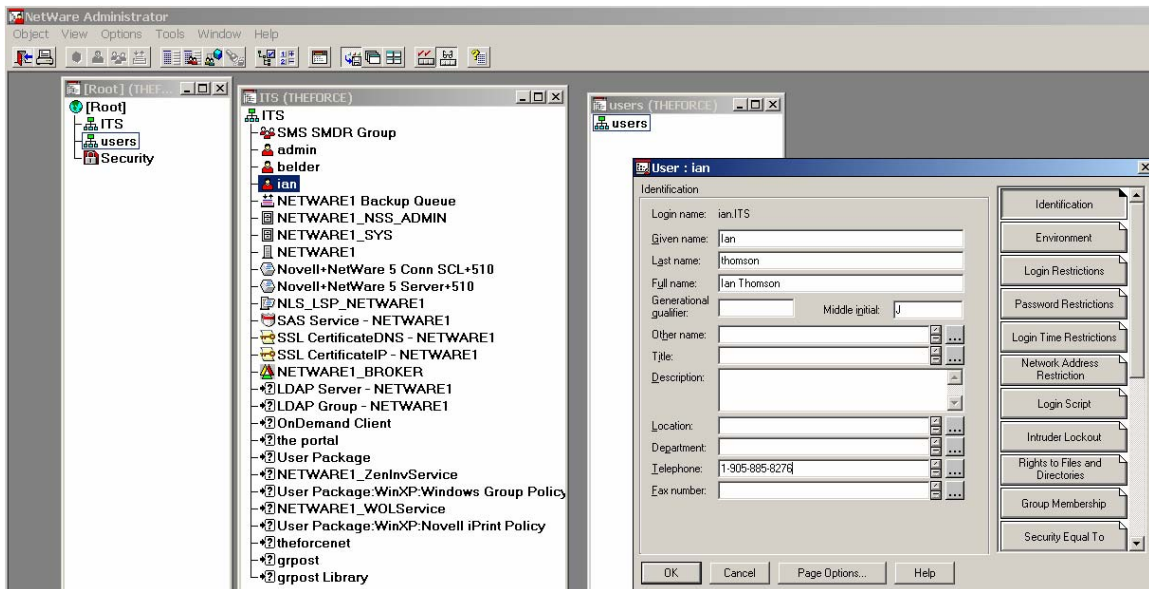 NetWare Administrator
Object View Options Tools Window Help
[Root] (THEF...
[Root]
ITS
users
Security
ITS (THEFORCE)
ITS
SMS SMDR Group
admin
belder
ian
NETWARE1 Backup Queue
NETWARE1_NSS_ADMIN
NETWARE1_SYS
NETWARE1
Novell+NetWare 5 Conn SCL+510
Novell+NetWare 5 Server+510
NLS_LSP_NETWARE1
SAS Service - NETWARE1
SSL CertificateDNS - NETWARE1
SSL CertificateIP - NETWARE1
NETWARE1_BROKER
LDAP Server - NETWARE1
LDAP Group - NETWARE1
OnDemand Client
the portal
User Package
NETWARE1_ZenInvService
User Package:WinXP:Windows Group Policy
NETWARE1_WOLService
User Package:WinXP:Novell iPrint Policy
theforcenet
grpost
grpost Library
users (THEFORCE)
users
User : ian
Identification
Login name: ian.ITS
Given name: Ian
Last name: thomson
Full name: Ian Thomson
Generational qualifier: Middle initial: J
Other name:
Title:
Description:
Location:
Department:
Telephone: 1-905-885-8276
Fax number:
Identification
Environment
Login Restrictions
Password Restrictions
Login Time Restrictions
Network Address Restriction
Login Script
Intruder Lockout
Rights to Files and Directories
Group Membership
Security Equal To
OK Cancel Page Options... Help